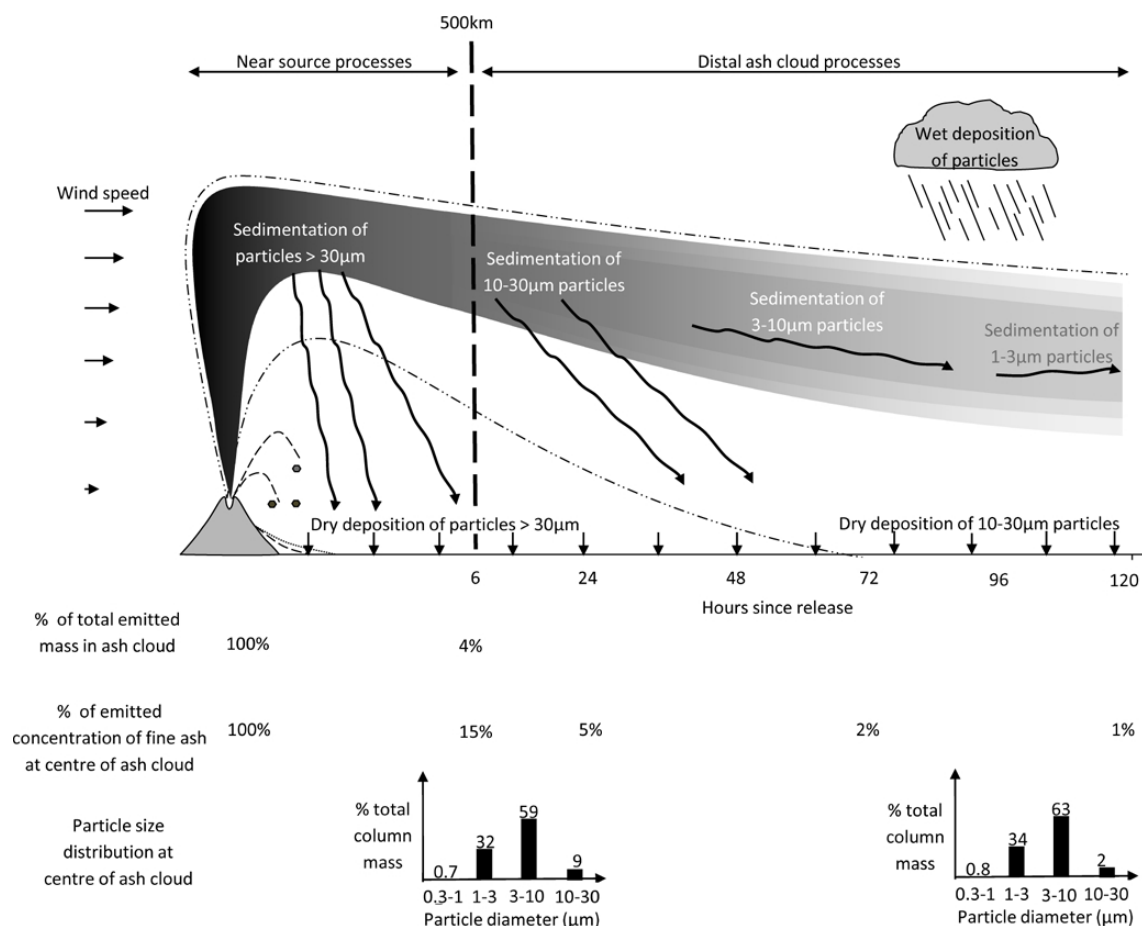 500km
Near source processes
Distal ash cloud processes
Wet deposition
of particles
Wind speed
Sedimentation of
particles > 30µm
Sedimentation of
10-30µm particles
Sedimentation of
3-10µm particles
Sedimentation of
1-3µm particles
Dry deposition of particles > 30µm
Dry deposition of 10-30µm particles
6 24 48 72 96 120
Hours since release
% of total emitted
mass in ash cloud
100% 4%
% of emitted
concentration of fine ash
at centre of ash cloud
100% 15% 5% 2% 1%
Particle size
distribution at
centre of ash cloud
% total
column
mass
0.7 32 59 9
0.3-1 1-3 3-10 10-30
Particle diameter (µm)
% total
column
mass
0.8 34 63 2
0.3-1 1-3 3-10 10-30
Particle diameter (µm)